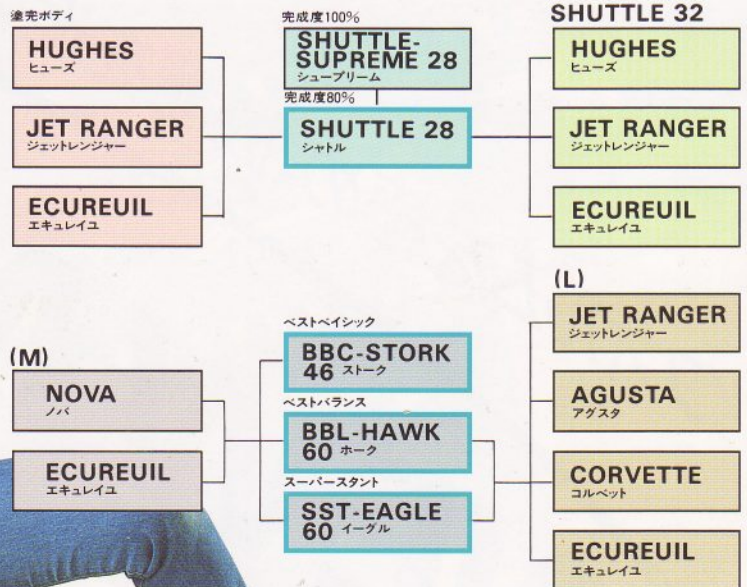 塗完ボディ
HUGHES
ヒューズ
JET RANGER
ジェットレンジャー
ECUREUIL
エキュレイユ
完成度100%
SHUTTLE-
SUPREME 28
シュープリーム
完成度80%
SHUTTLE 28
シャトル
SHUTTLE 32
HUGHES
ヒューズ
JET RANGER
ジェットレンジャー
ECUREUIL
エキュレイユ
(M)
NOVA
ノバ
ECUREUIL
エキュレイユ
ベストベイシック
BBC-STORK
46 ストーク
ベストバランス
BBL-HAWK
60 ホーク
スーパースタント
SST-EAGLE
60 イーグル
(L)
JET RANGER
ジェットレンジャー
AGUSTA
アグスタ
CORVETTE
コルベット
ECUREUIL
エキュレイユ